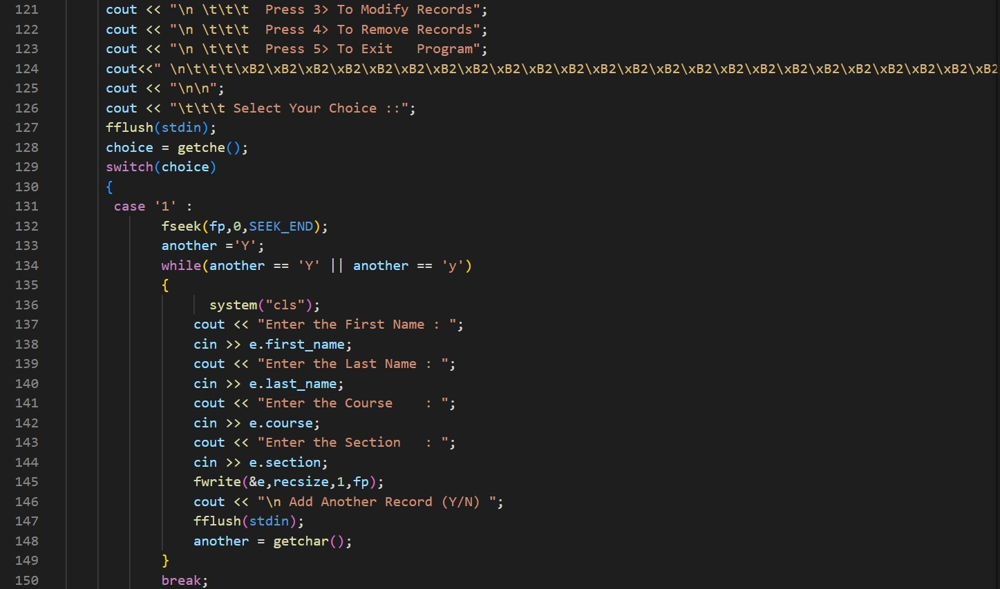 121 cout << "\n \t\t\t  Press 3> To Modify Records";
122 cout << "\n \t\t\t  Press 4> To Remove Records";
123 cout << "\n \t\t\t  Press 5> To Exit   Program";
124 cout<<" \n\t\t\t\xB2\xB2\xB2\xB2\xB2\xB2\xB2\xB2\xB2\xB2\xB2\xB2\xB2\xB2\xB2\xB2\xB2\xB2\xB2\xB2\xB2\xB2\xB2\xB2
125 cout << "\n\n";
126 cout << "\t\t\t Select Your Choice ::";
127 fflush(stdin);
128 choice = getche();
129 switch(choice)
130 {
131 case '1' :
132 fseek(fp,0,SEEK_END);
133 another ='Y';
134 while(another == 'Y' || another == 'y')
135 {
136 system("cls");
137 cout << "Enter the First Name : ";
138 cin >> e.first_name;
139 cout << "Enter the Last Name : ";
140 cin >> e.last_name;
141 cout << "Enter the Course    : ";
142 cin >> e.course;
143 cout << "Enter the Section   : ";
144 cin >> e.section;
145 fwrite(&e,recsize,1,fp);
146 cout << "\n Add Another Record (Y/N) ";
147 fflush(stdin);
148 another = getchar();
149 }
150 break;